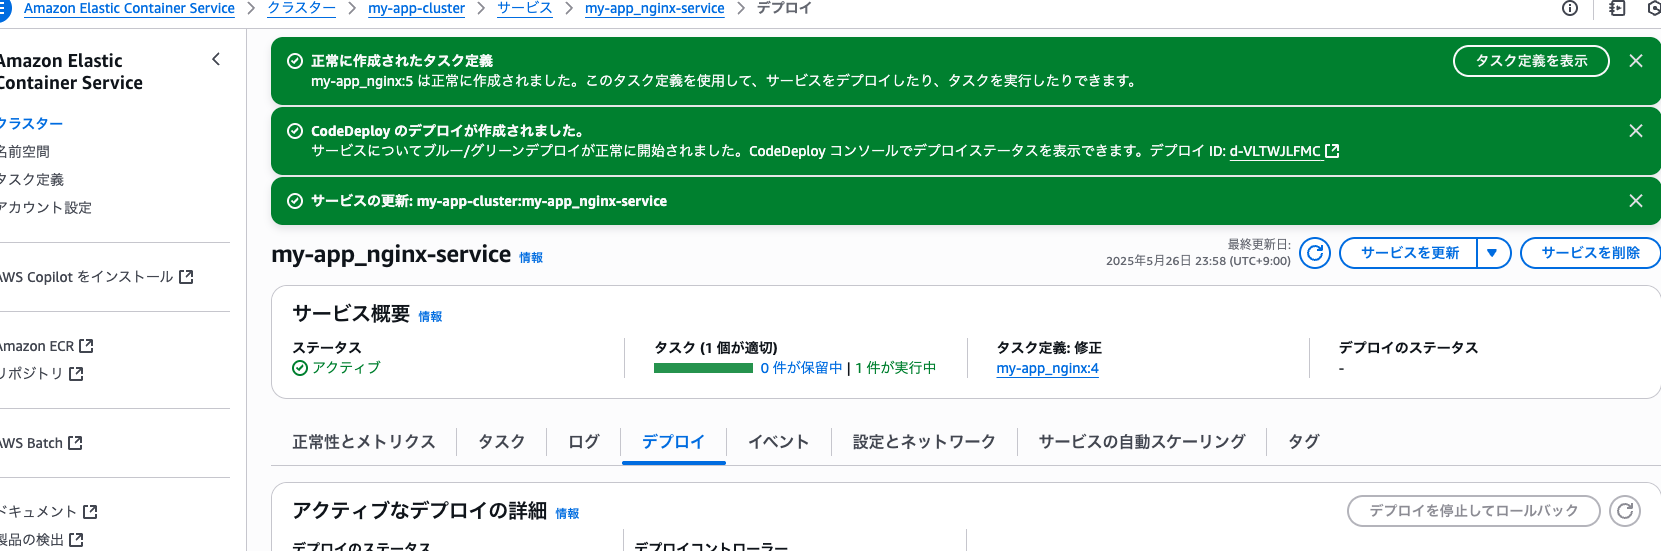 Amazon Elastic Container Service > クラスター > my-app-cluster > サービス > my-app_nginx-service > デプロイ
Amazon Elastic
Container Service
クラスター
名前空間
タスク定義
アカウント設定
AWS Copilot をインストール
Amazon ECR
リポジトリ
AWS Batch
ドキュメント
製品の検出
正常に作成されたタスク定義
my-app_nginx:5 は正常に作成されました。このタスク定義を使用して、サービスをデプロイしたり、タスクを実行したりできます。
タスク定義を表示
CodeDeploy のデプロイが作成されました。
サービスについてブルー/グリーンデプロイが正常に開始されました。CodeDeploy コンソールでデプロイステータスを表示できます。デプロイ ID: d-VLTWJLFMC
サービスの更新: my-app-cluster:my-app_nginx-service
my-app_nginx-service 情報
最終更新日:
2025年5月26日 23:58 (UTC+9:00)
サービスを更新
サービスを削除
サービス概要 情報
ステータス
アクティブ
タスク (1 個が適切)
0 件が保留中 | 1 件が実行中
タスク定義: 修正
my-app_nginx:4
デプロイのステータス
-
正常性とメトリクス
タスク
ログ
デプロイ
イベント
設定とネットワーク
サービスの自動スケーリング
タグ
アクティブなデプロイの詳細 情報
デプロイを停止してロールバック
デプロイのステータス
デプロイコントローラー